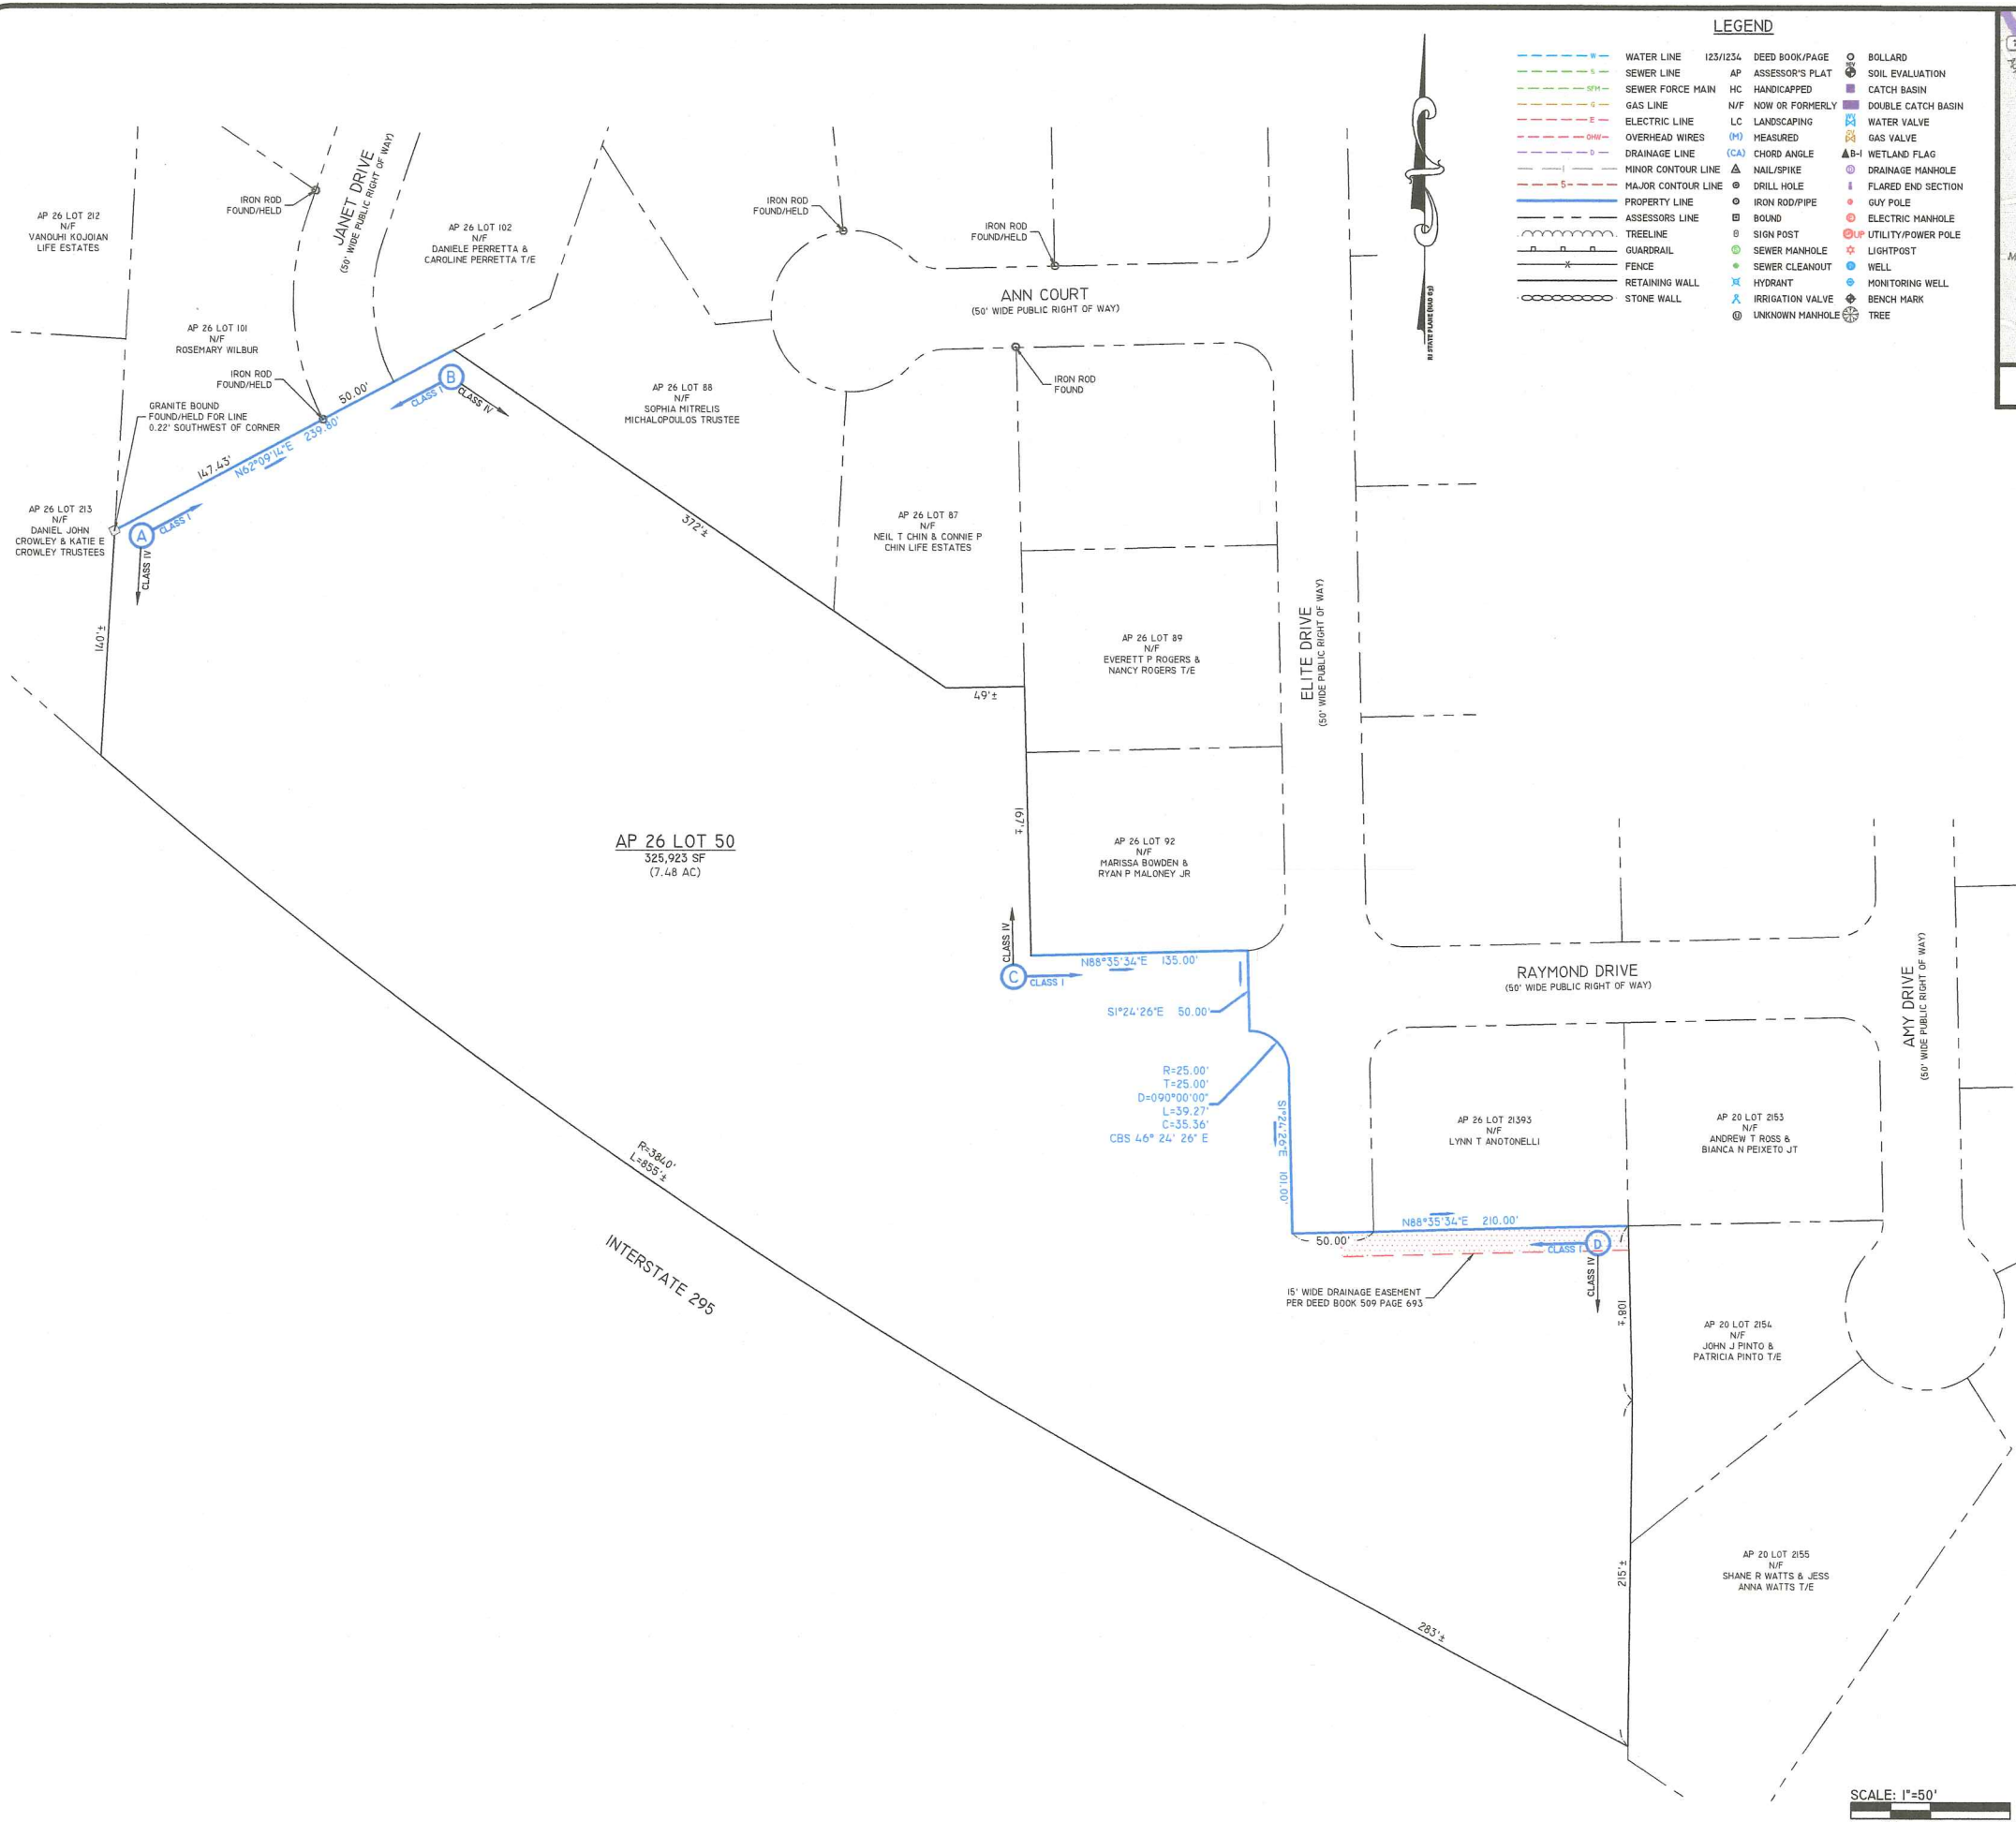 LEGEND
WATER LINE
SEWER LINE
SEWER FORCE MAIN
GAS LINE
ELECTRIC LINE
OVERHEAD WIRES
DRAINAGE LINE
MINOR CONTOUR LINE
MAJOR CONTOUR LINE
PROPERTY LINE
ASSESSORS LINE
TREELINE
GUARDRAIL
FENCE
RETAINING WALL
STONE WALL
123/1234 DEED BOOK/PAGE
AP ASSESSOR'S PLAT
HC HANDICAPPED
N/F NOW OR FORMERLY
LC LANDSCAPING
(M) MEASURED
(CA) CHORD ANGLE
NAIL/SPIKE
DRILL HOLE
IRON ROD/PIPE
BOUND
SIGN POST
SEWER MANHOLE
SEWER CLEANOUT
HYDRANT
IRRIGATION VALVE
UNKNOWN MANHOLE
BOLLARD
SOIL EVALUATION
CATCH BASIN
DOUBLE CATCH BASIN
WATER VALVE
GAS VALVE
B-1 WETLAND FLAG
DRAINAGE MANHOLE
FLARED END SECTION
GUY POLE
ELECTRIC MANHOLE
UP UTILITY/POWER POLE
LIGHTPOST
WELL
MONITORING WELL
BENCH MARK
TREE
RI STATE PLANE (NAD 83)
JANET DRIVE
(50' WIDE PUBLIC RIGHT OF WAY)
IRON ROD
FOUND/HELD
AP 26 LOT 212
N/F
VANOUHI KOJOIAN
LIFE ESTATES
AP 26 LOT 102
N/F
DANIELE PERRETTA &
CAROLINE PERRETTA T/E
IRON ROD
FOUND/HELD
IRON ROD
FOUND/HELD
ANN COURT
(50' WIDE PUBLIC RIGHT OF WAY)
AP 26 LOT 101
N/F
ROSEMARY WILBUR
IRON ROD
FOUND/HELD
IRON ROD
FOUND
GRANITE BOUND
FOUND/HELD FOR LINE
0.22' SOUTHWEST OF CORNER
50.00'
B
CLASS I
CLASS IV
AP 26 LOT 88
N/F
SOPHIA MITRELIS
MICHALOPOULOS TRUSTEE
147.43'
N62°09'14"E 239.80'
AP 26 LOT 213
N/F
DANIEL JOHN
CROWLEY & KATIE E
CROWLEY TRUSTEES
A
CLASS I
CLASS IV
372'±
AP 26 LOT 87
N/F
NEIL T CHIN & CONNIE P
CHIN LIFE ESTATES
140'±
ELITE DRIVE
(50' WIDE PUBLIC RIGHT OF WAY)
AP 26 LOT 89
N/F
EVERETT P ROGERS &
NANCY ROGERS T/E
49'±
167'±
AP 26 LOT 50
325,923 SF
(7.48 AC)
AP 26 LOT 92
N/F
MARISSA BOWDEN &
RYAN P MALONEY JR
CLASS IV
C
CLASS I
N88°35'34"E 135.00'
S1°24'26"E 50.00'
RAYMOND DRIVE
(50' WIDE PUBLIC RIGHT OF WAY)
AMY DRIVE
(50' WIDE PUBLIC RIGHT OF WAY)
R=25.00'
T=25.00'
D=090°00'00"
L=39.27'
C=35.36'
CBS 46° 24' 26" E
S1°24'26"E 101.00'
AP 26 LOT 21393
N/F
LYNN T ANOTONELLI
AP 20 LOT 2153
N/F
ANDREW T ROSS &
BIANCA N PEIXETO JT
R=3840'
L=855'±
INTERSTATE 295
N88°35'34"E 210.00'
50.00'
CLASS I
D
CLASS IV
15' WIDE DRAINAGE EASEMENT
PER DEED BOOK 509 PAGE 693
108'±
AP 20 LOT 2154
N/F
JOHN J PINTO &
PATRICIA PINTO T/E
215'±
AP 20 LOT 2155
N/F
SHANE R WATTS & JESS
ANNA WATTS T/E
283'±
SCALE: 1"=50'